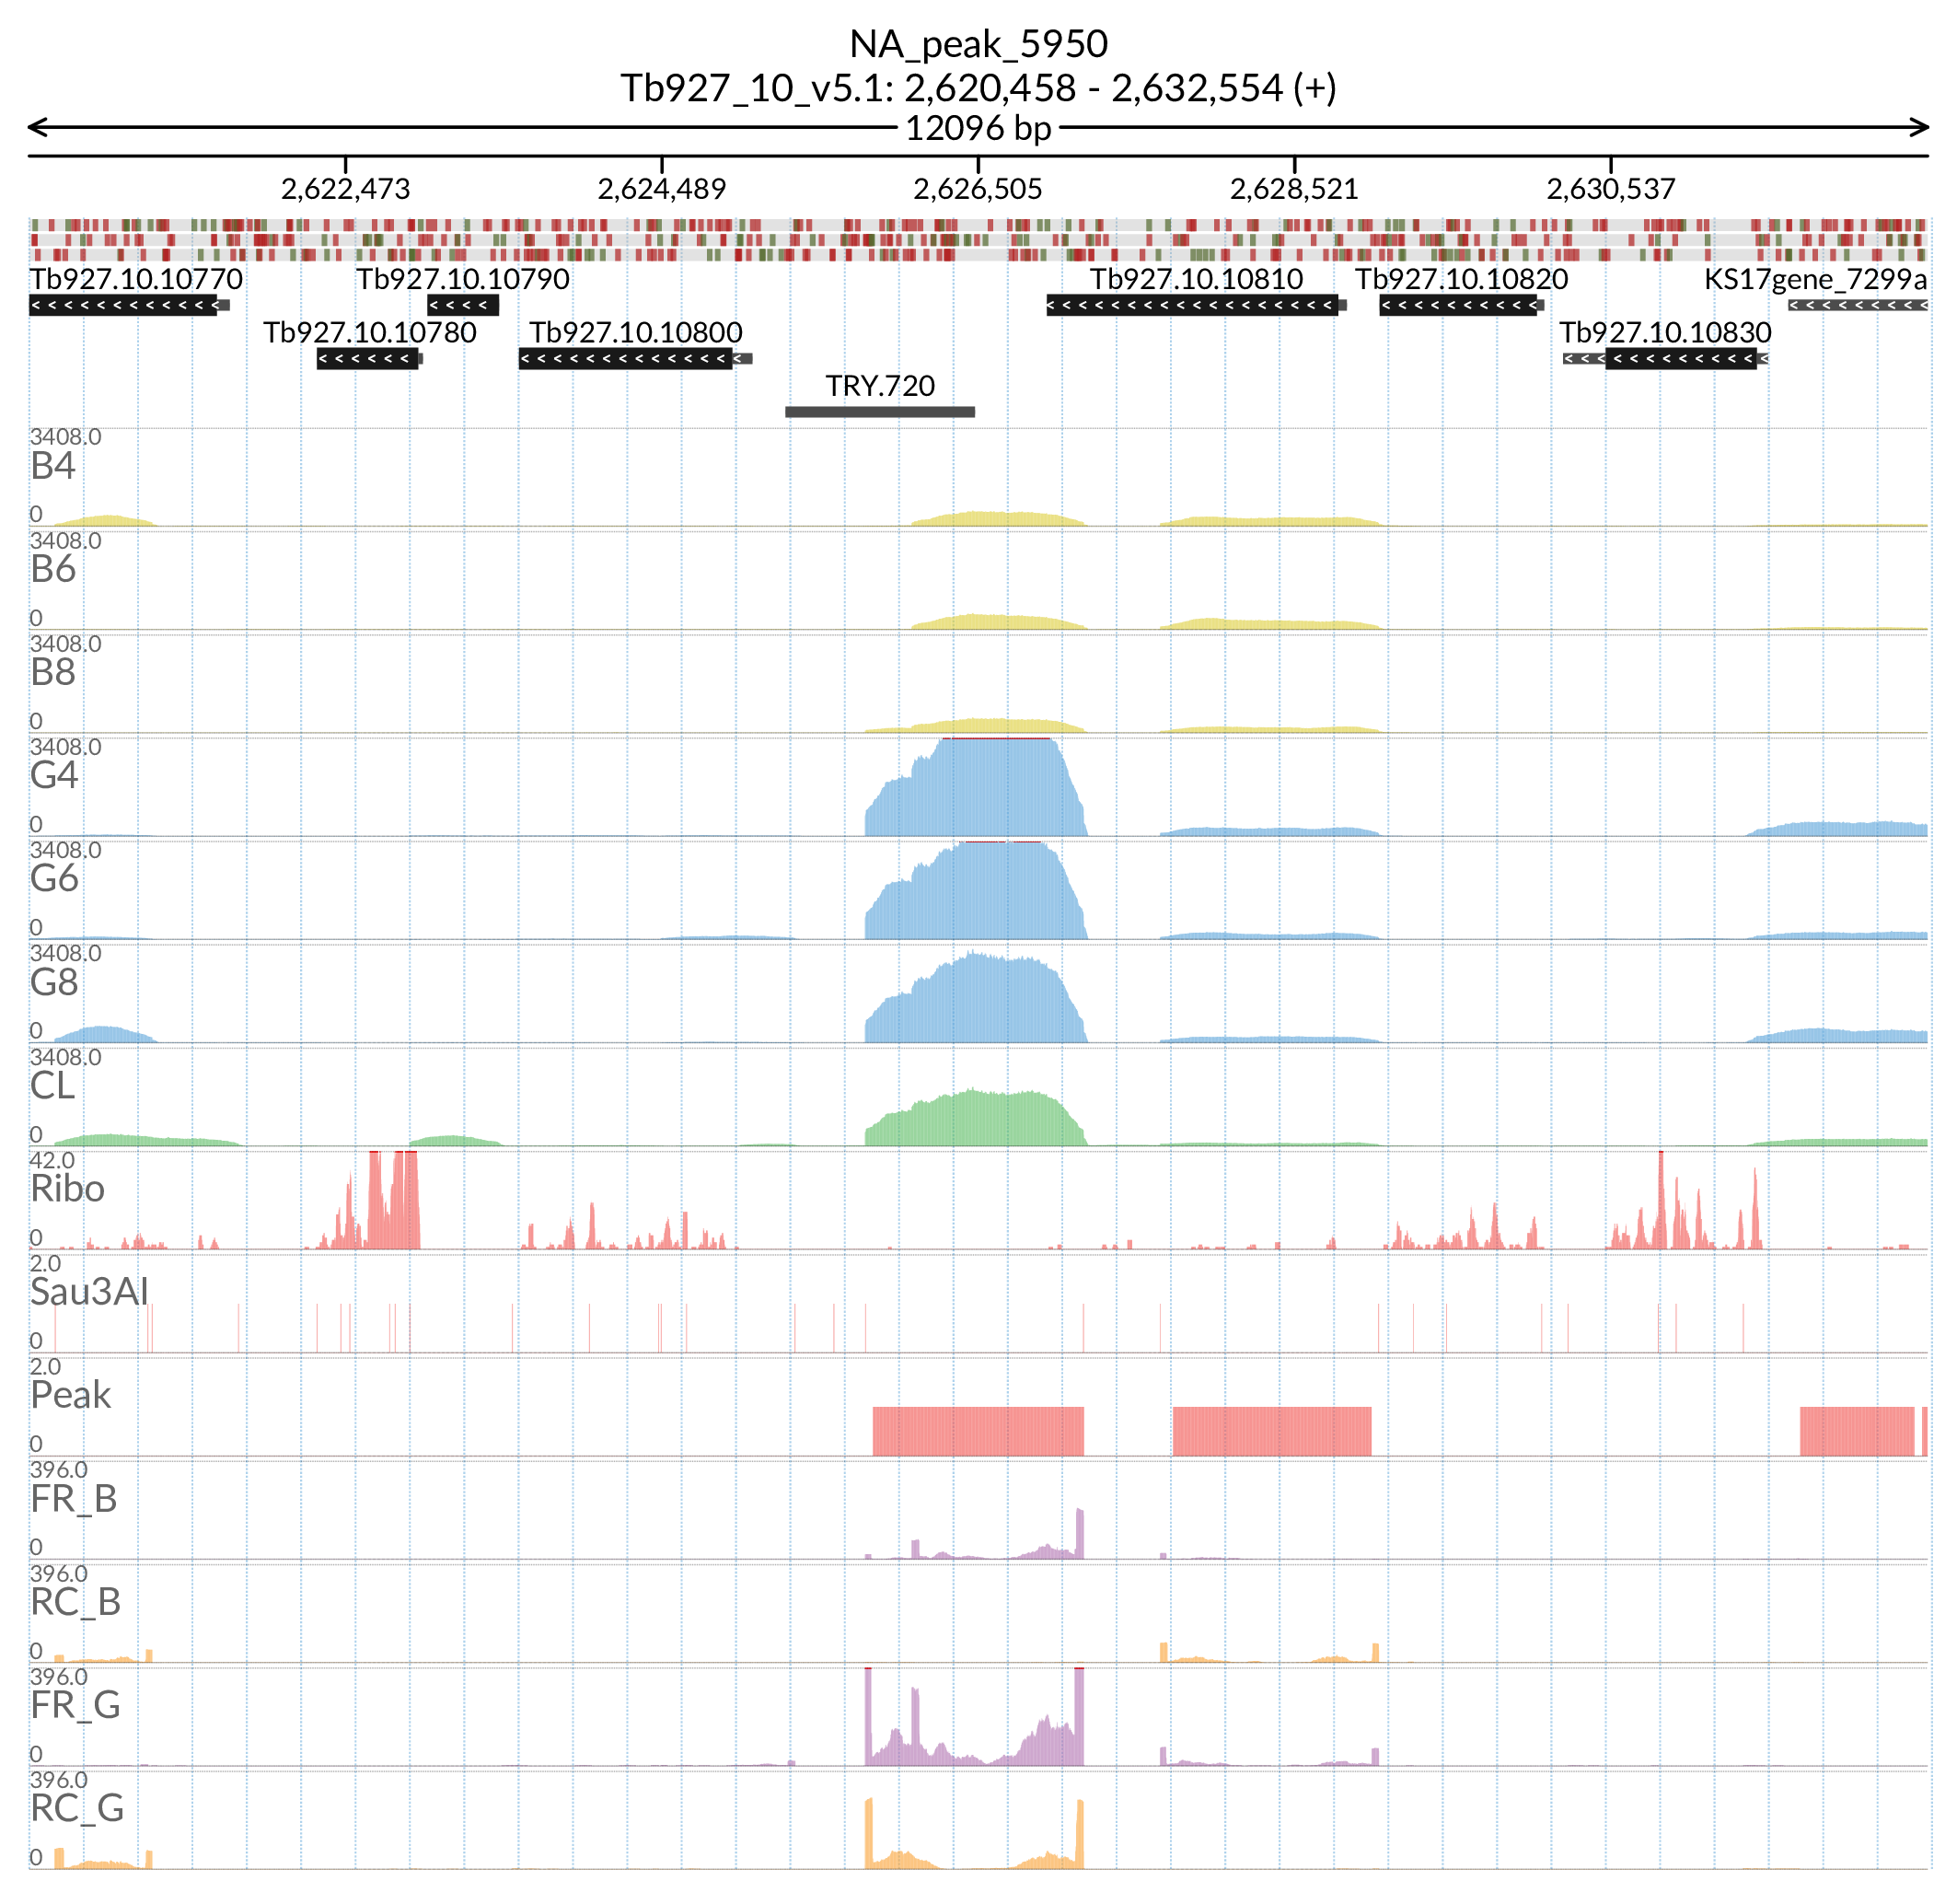 NA_peak_5950
Tb927_10_v5.1: 2,620,458 - 2,632,554 (+)
12096 bp
2,622,473 2,624,489 2,626,505 2,628,521 2,630,537
Tb927.10.10770 Tb927.10.10790 Tb927.10.10810 Tb927.10.10820 KS17gene_7299a
Tb927.10.10780 Tb927.10.10800 Tb927.10.10830
TRY.720
3408.0
B4
0
3408.0
B6
0
3408.0
B8
0
3408.0
G4
0
3408.0
G6
0
3408.0
G8
0
3408.0
CL
0
42.0
Ribo
0
2.0
Sau3AI
0
2.0
Peak
0
396.0
FR_B
0
396.0
RC_B
0
396.0
FR_G
0
396.0
RC_G
0